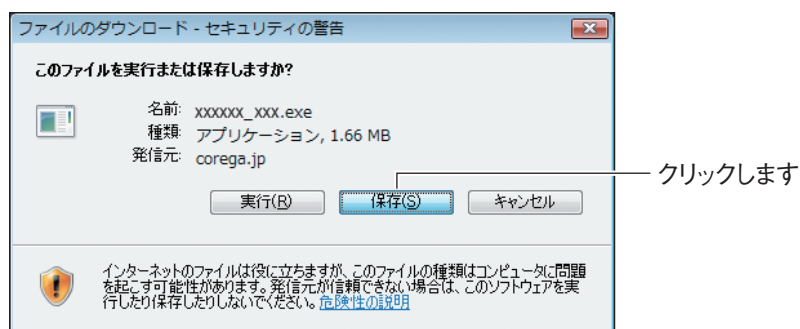 ファイルのダウンロード - セキュリティの警告
このファイルを実行または保存しますか?
名前: xxxxxx_xxx.exe
種類: アプリケーション, 1.66 MB
発信元: corega.jp
実行(R) 保存(S) キャンセル
クリックします
インターネットのファイルは役に立ちますが、このファイルの種類はコンピュータに問題
を起こす可能性があります。発信元が信頼できない場合は、このソフトウェアを実
行したり保存したりしないでください。危険性の説明